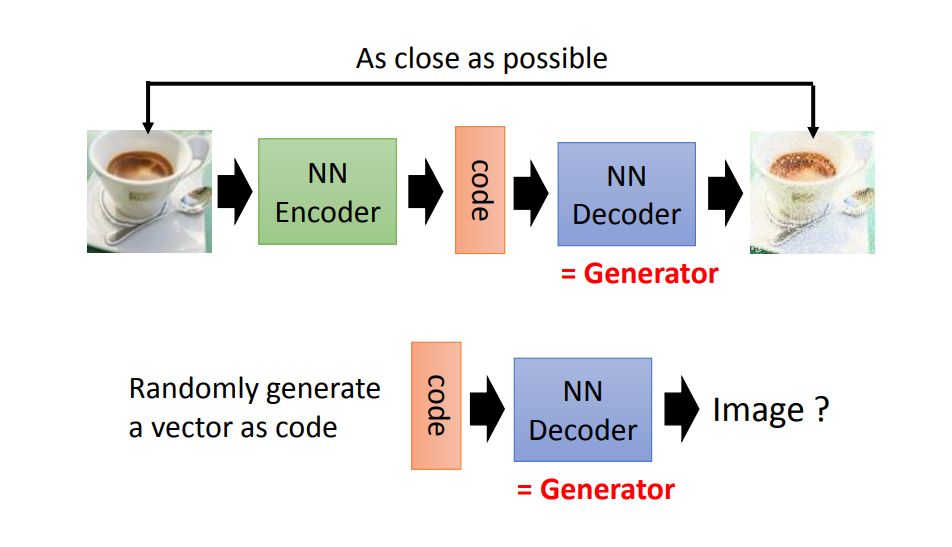 As close as possible
NN
Encoder
code
NN
Decoder
= Generator
Randomly generate
a vector as code
code
NN
Decoder
= Generator
Image ?